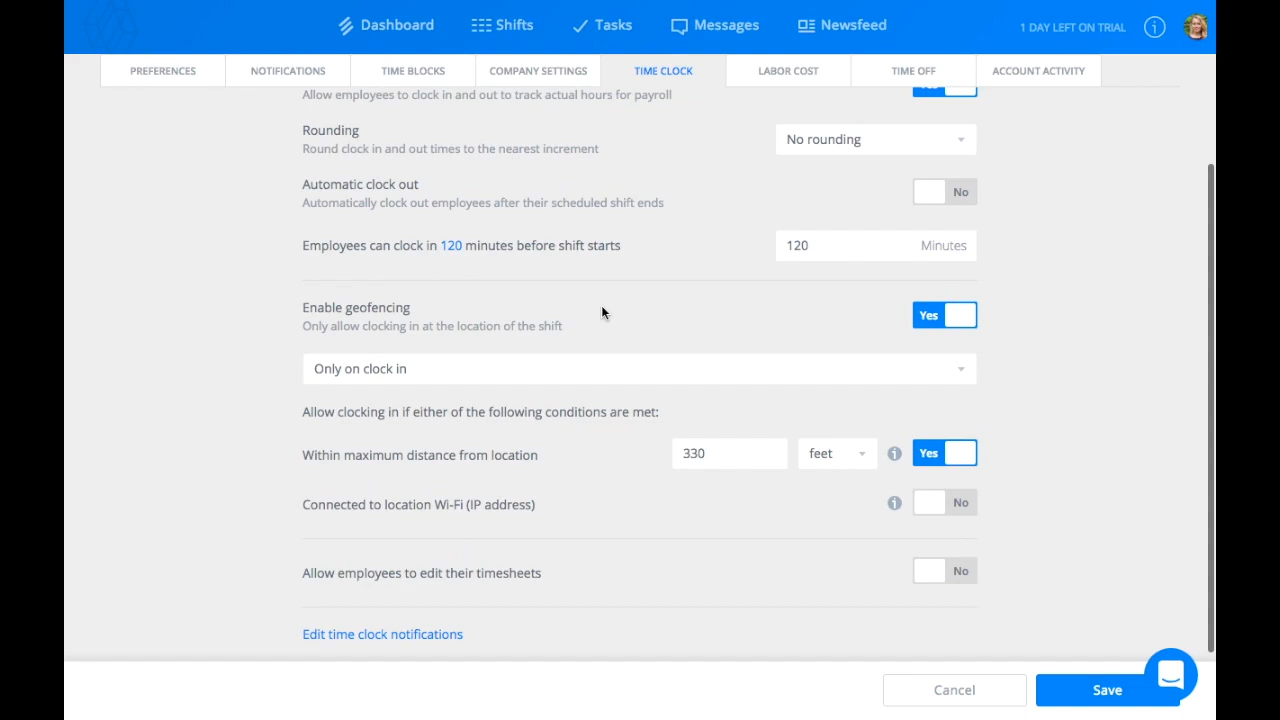 Dashboard
Shifts
Tasks
Messages
Newsfeed
1 DAY LEFT ON TRIAL
PREFERENCES
NOTIFICATIONS
TIME BLOCKS
COMPANY SETTINGS
TIME CLOCK
LABOR COST
TIME OFF
ACCOUNT ACTIVITY
Allow employees to clock in and out to track actual hours for payroll
Yes
Rounding
Round clock in and out times to the nearest increment
No rounding
Automatic clock out
Automatically clock out employees after their scheduled shift ends
No
Employees can clock in 120 minutes before shift starts
120 Minutes
Enable geofencing
Only allow clocking in at the location of the shift
Yes
Only on clock in
Allow clocking in if either of the following conditions are met:
Within maximum distance from location
330
feet
Yes
Connected to location Wi-Fi (IP address)
No
Allow employees to edit their timesheets
No
Edit time clock notifications
Cancel
Save